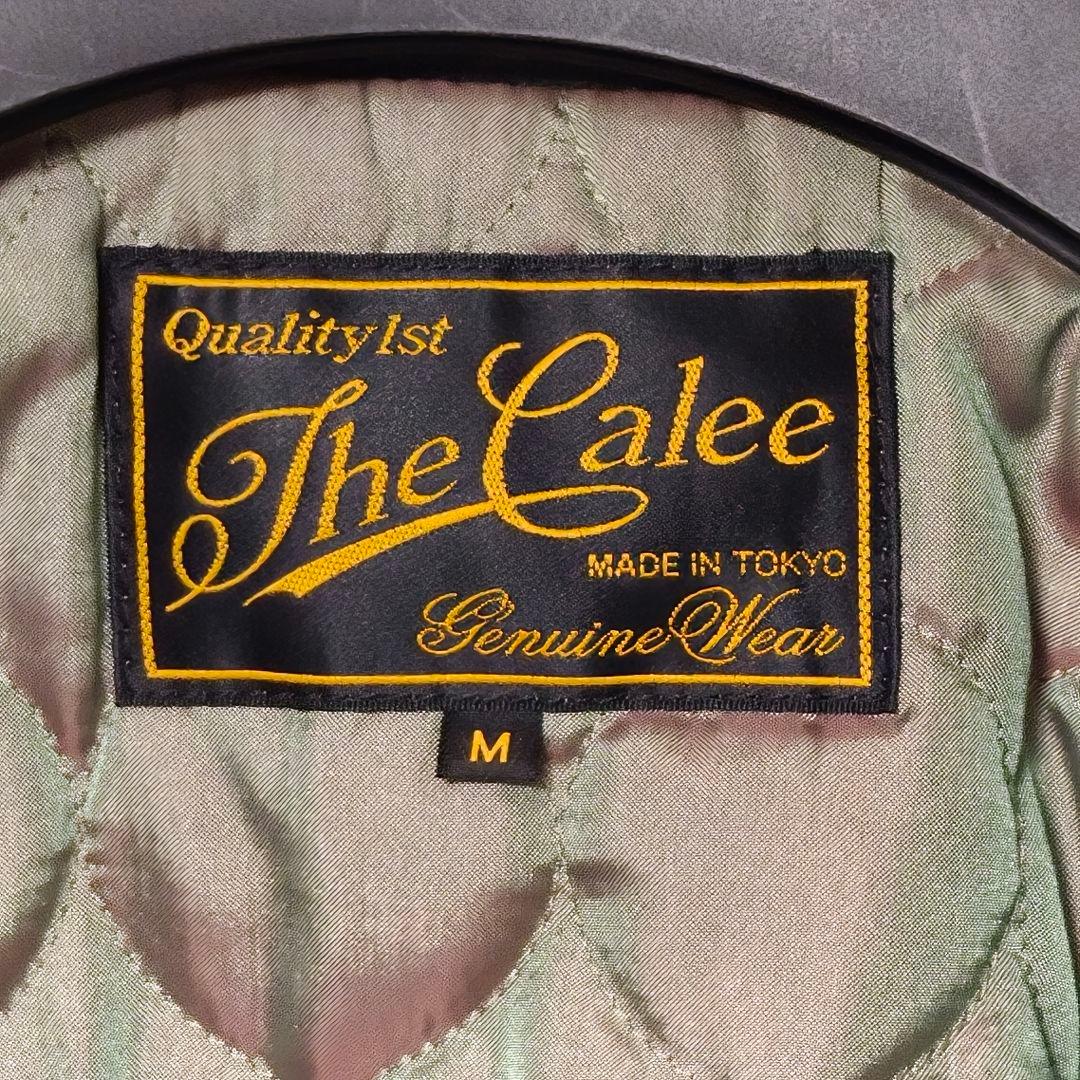 Quality 1st
The Calee
MADE IN TOKYO
Genuine Wear
M